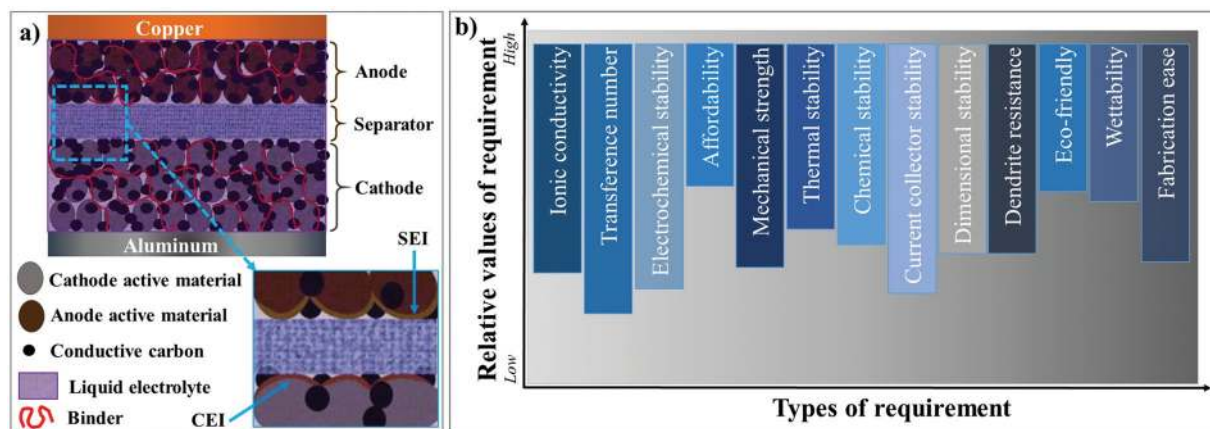 a)
Copper
Anode
Separator
Cathode
Aluminum
SEI
Cathode active material
Anode active material
Conductive carbon
Liquid electrolyte
Binder
CEI
b)
Relative values of requirement
High
Low
Ionic conductivity
Transference number
Electrochemical stability
Affordability
Mechanical strength
Thermal stability
Chemical stability
Current collector stability
Dimensional stability
Dendrite resistance
Eco-friendly
Wettability
Fabrication ease
Types of requirement